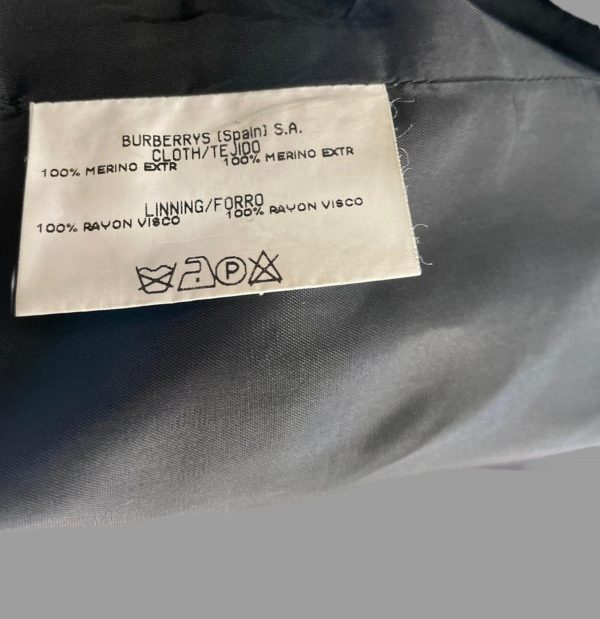 BURBERRYS (Spain) S.A.
CLOTH/TEJIDO
100% MERINO EXTR 100% MERINO EXTR
LINNING/FORRO
100% RAYON VISCO 100% RAYON VISCO
P